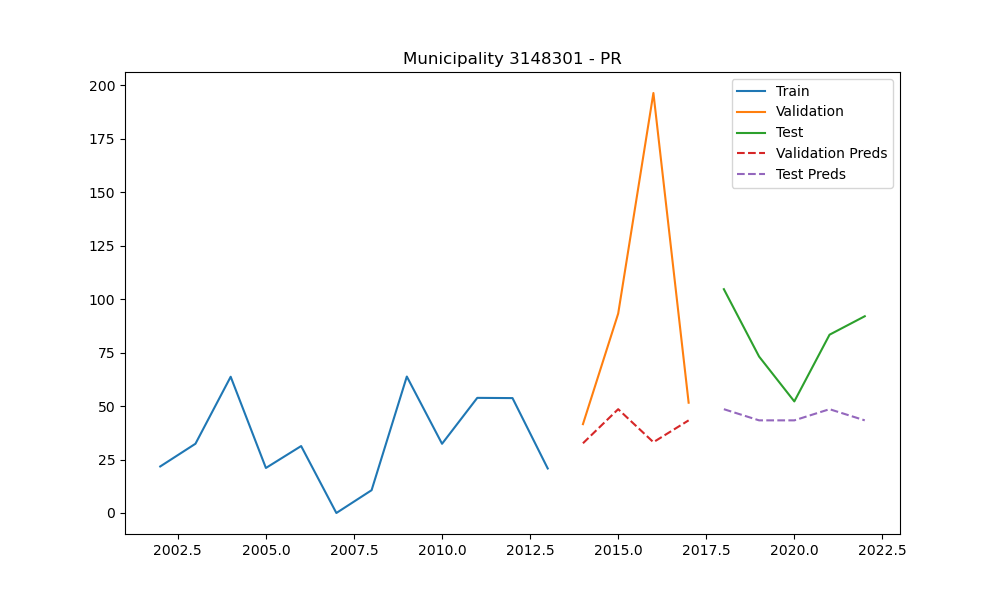 Municipality 3148301 - PR
200
175
150
125
100
75
50
25
0
Train
Validation
Test
Validation Preds
Test Preds
2002.5 2005.0 2007.5 2010.0 2012.5 2015.0 2017.5 2020.0 2022.5